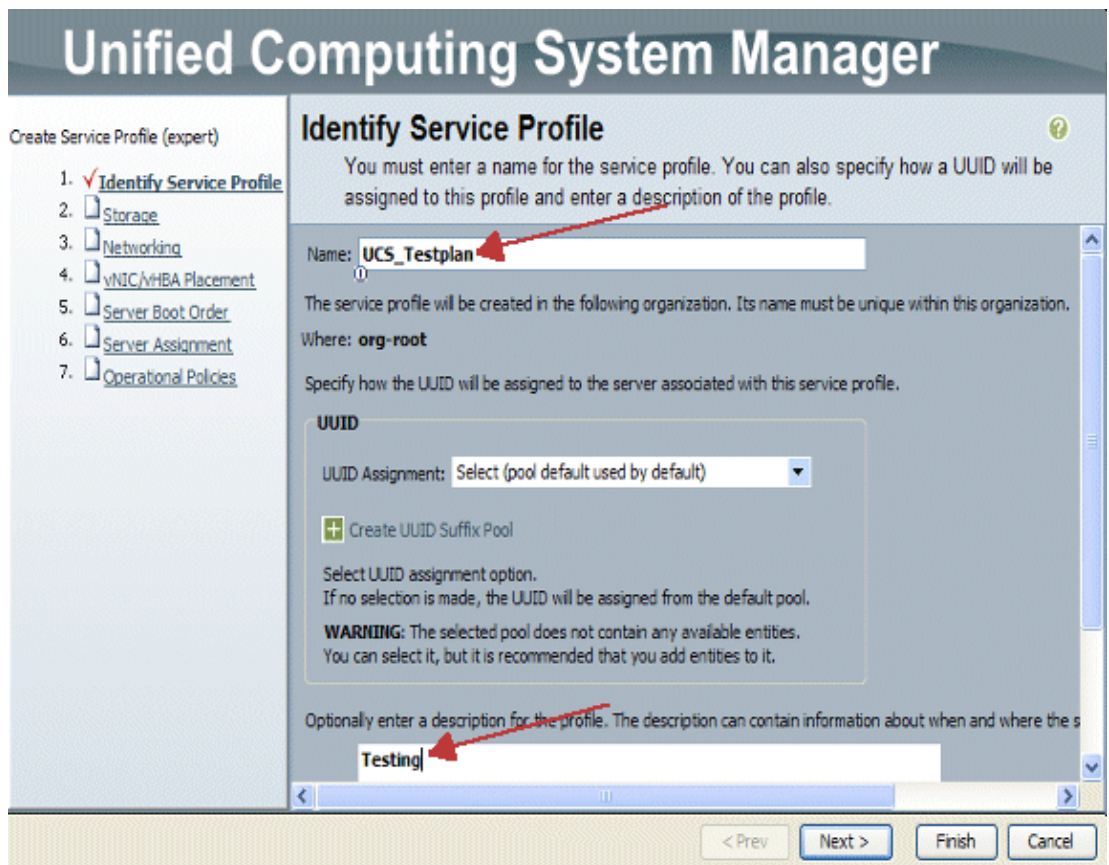 Unified Computing System Manager
Create Service Profile (expert)
1. Identify Service Profile
2. Storage
3. Networking
4. vNIC/vHBA Placement
5. Server Boot Order
6. Server Assignment
7. Operational Policies
Identify Service Profile
You must enter a name for the service profile. You can also specify how a UUID will be
assigned to this profile and enter a description of the profile.
Name: UCS_Testplan
The service profile will be created in the following organization. Its name must be unique within this organization.
Where: org-root
Specify how the UUID will be assigned to the server associated with this service profile.
UUID
UUID Assignment: Select (pool default used by default)
Create UUID Suffix Pool
Select UUID assignment option.
If no selection is made, the UUID will be assigned from the default pool.
WARNING: The selected pool does not contain any available entities.
You can select it, but it is recommended that you add entities to it.
Optionally enter a description for the profile. The description can contain information about when and where the s
Testing
< Prev Next > Finish Cancel